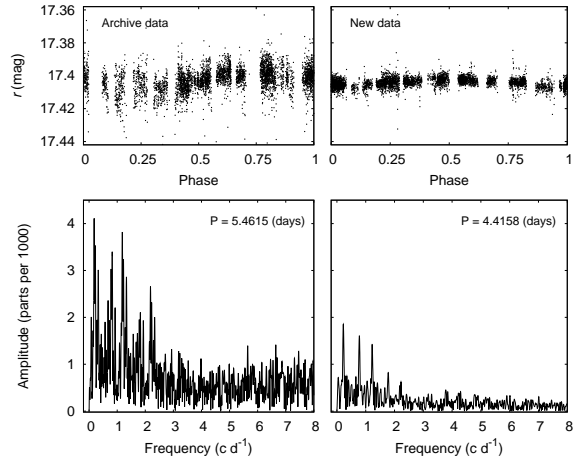 Archive data
New data
r (mag)
17.36
17.38
17.4
17.42
17.44
0 0.25 0.5 0.75 1
0 0.25 0.5 0.75 1
Phase
Phase
P = 5.4615 (days)
P = 4.4158 (days)
Amplitude (parts per 1000)
4
3
2
1
0
0 1 2 3 4 5 6 7 8
0 1 2 3 4 5 6 7 8
Frequency (c d⁻¹)
Frequency (c d⁻¹)